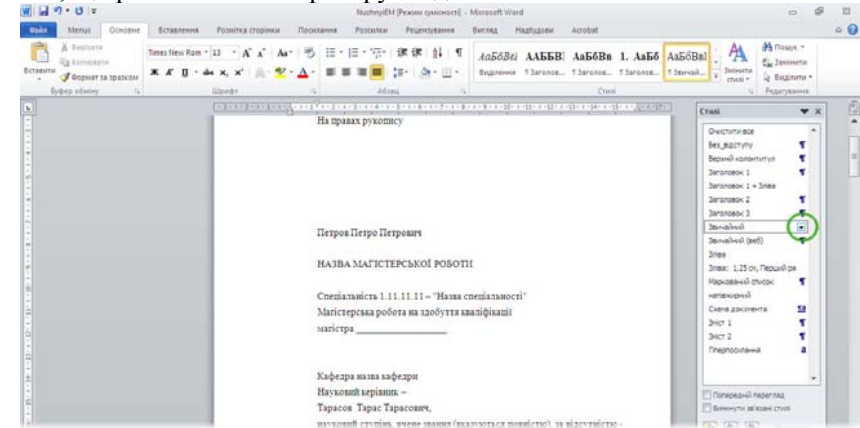 NuzhnyiEM [Режим сумісності] - Microsoft Word
Файл Menus Основне Вставлення Розмітка сторінки Посилання Розсилки Рецензування Вигляд Надбудови Acrobat
Вставити Вирізати Копіювати Формат за зразком
Times New Rom 13
АаБбВвІ ААББВ АаБбВв 1. АаБб АаБбВвІ
Виділення 1 Заголов... 1 Заголов... 1 Заголов... 1 Звичай...
Змінити стилі
Пошук Замінити Виділити
Буфер обміну Шрифт Абзац Стилі Редагування
На правах рукопису
Петров Петро Петрович
НАЗВА МАГІСТЕРСЬКОЇ РОБОТИ
Спеціальність 1.11.11.11 – "Назва спеціальності"
Магістерська робота на здобуття кваліфікації
магістра _______________
Кафедра назва кафедри
Науковий керівник –
Тарасов Тарас Тарасович,
науковий ступінь, вчене звання (вказуються повністю), за відсутністю -
Стилі
Очистити все
Без_відступу
Верхній колонтитул
Заголовок 1
Заголовок 1 + Зліва
Заголовок 2
Заголовок 3
Звичайний
Звичайний (веб)
Зліва
Зліва: 1,25 см, Перший ря
Маркований список
напівжирний
Схема документа
Зміст 1
Зміст 2
Гіперпосилання
Попередній перегляд
Вимкнути зв'язані стилі